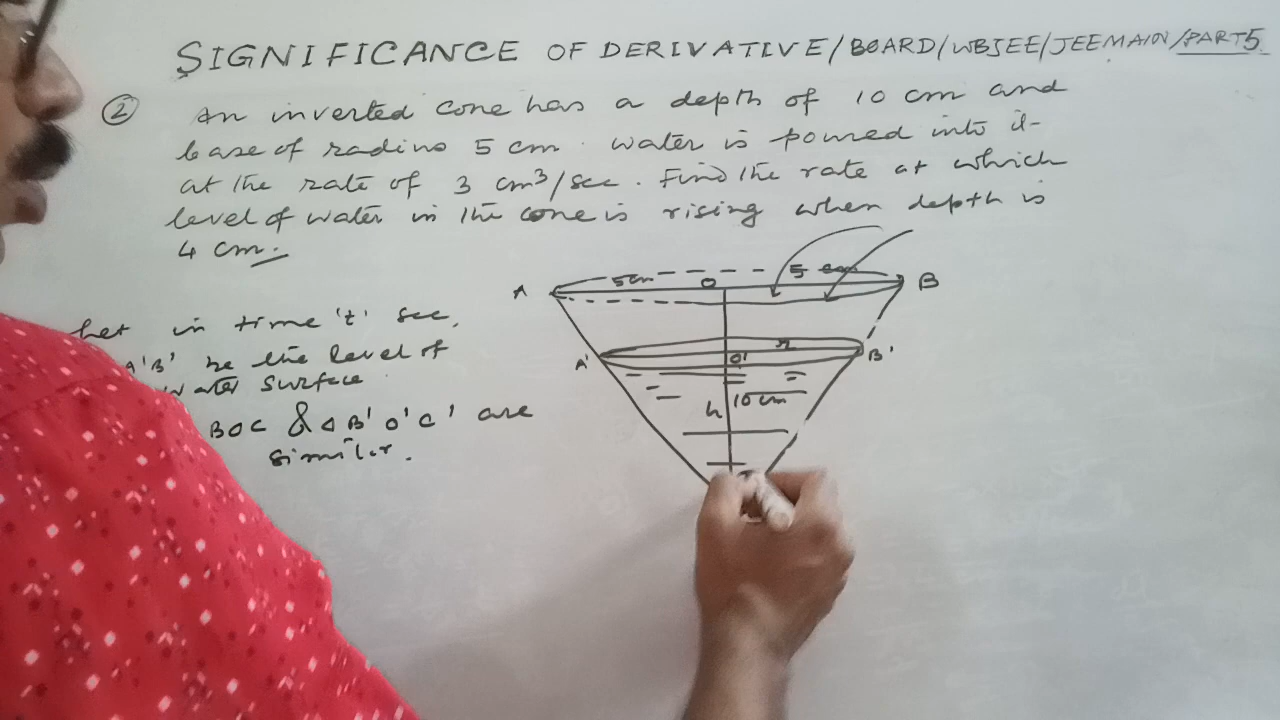 SIGNIFICANCE OF DERIVATIVE/BOARD/WBJEE/JEEMAIN/PART5
② An inverted cone has a depth of 10 cm and
base of radius 5 cm. Water is poured into it
at the rate of 3 cm³/sec. Find the rate at which
level of water in the cone is rising when depth is
4 cm.
5cm 5 cm
A O B
Let in time 't' sec,
A'B' be the level of
water surface
BOC & Δ B'O'C' are
similar.
A' O' r B'
h 10 cm